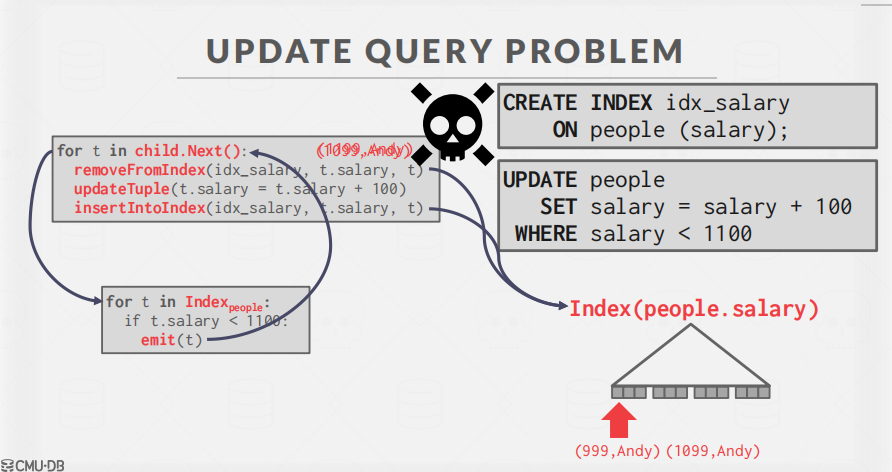 UPDATE QUERY PROBLEM
CREATE INDEX idx_salary
ON people (salary);
for t in child.Next():
(1099,Andy)
removeFromIndex(idx_salary, t.salary, t)
updateTuple(t.salary = t.salary + 100)
insertIntoIndex(idx_salary, t.salary, t)
UPDATE people
SET salary = salary + 100
WHERE salary < 1100
for t in Indexpeople:
if t.salary < 1100:
emit(t)
Index(people.salary)
(999,Andy) (1099,Andy)
CMU·DB